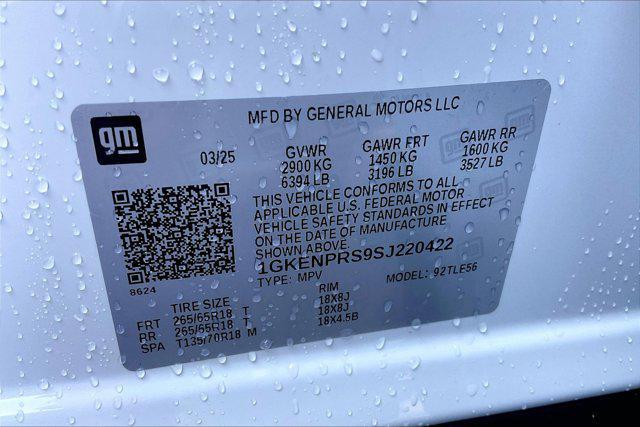 MFD BY GENERAL MOTORS LLC
gm
03/25 GVWR GAWR FRT GAWR RR
2900 KG 1450 KG 1600 KG
6394 LB 3196 LB 3527 LB
THIS VEHICLE CONFORMS TO ALL
APPLICABLE U.S. FEDERAL MOTOR
VEHICLE SAFETY STANDARDS IN EFFECT
ON THE DATE OF MANUFACTURE
SHOWN ABOVE.
1GKENPRS9SJ220422
8624 TYPE: MPV MODEL: 92TLE56
TIRE SIZE RIM
FRT 265/65R18 T 18X8J
RR 265/65R18 T 18X8J
SPA T135/70R18 M 18X4.5B